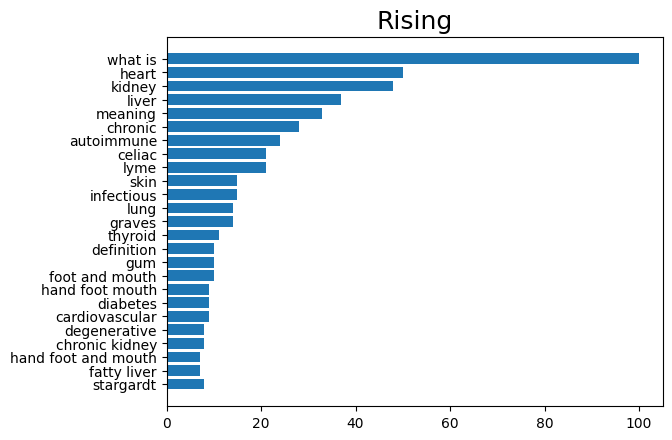 Rising
what is
heart
kidney
liver
meaning
chronic
autoimmune
celiac
lyme
skin
infectious
lung
graves
thyroid
definition
gum
foot and mouth
hand foot mouth
diabetes
cardiovascular
degenerative
chronic kidney
hand foot and mouth
fatty liver
stargardt
0 20 40 60 80 100